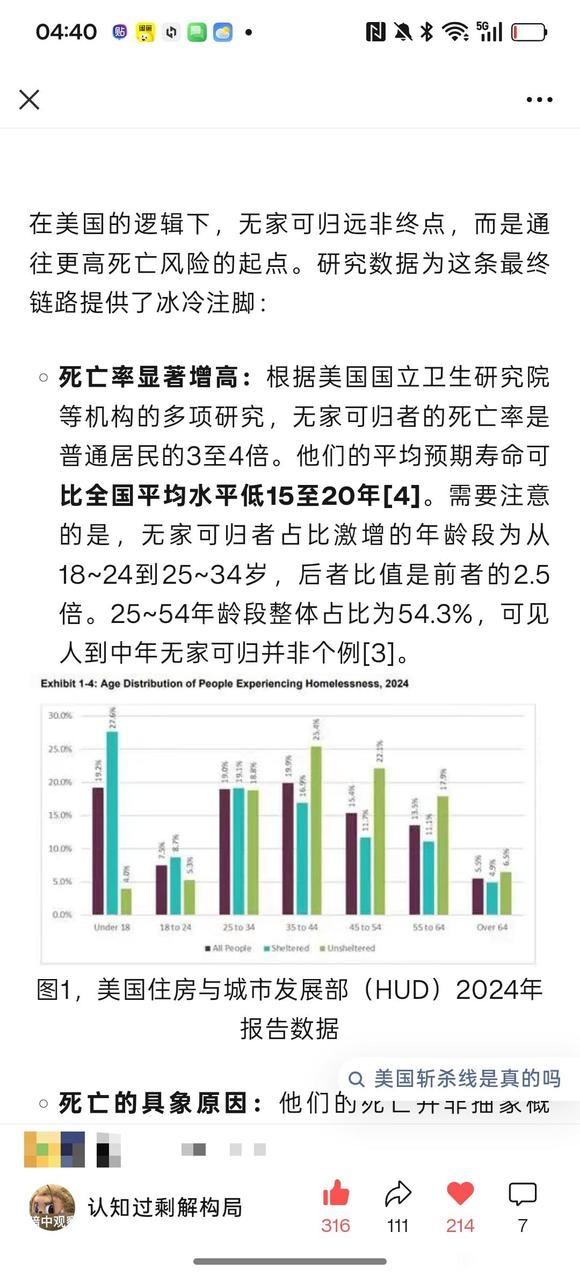 04:40
贴
5G
在美国的逻辑下，无家可归远非终点，而是通
往更高死亡风险的起点。研究数据为这条最终
链路提供了冰冷注脚：
死亡率显著增高：根据美国国立卫生研究院
等机构的多项研究，无家可归者的死亡率是
普通居民的3至4倍。他们的平均预期寿命可
比全国平均水平低15至20年[4]。需要注意
的是，无家可归者占比激增的年龄段为从
18~24到25~34岁，后者比值是前者的2.5
倍。25~54年龄段整体占比为54.3%，可见
人到中年无家可归并非个例[3]。
Exhibit 1-4: Age Distribution of People Experiencing Homelessness, 2024
30.0%
25.0%
20.0%
15.0%
10.0%
5.0%
0.0%
19.2% 27.6% 4.0%
7.5% 8.7% 5.3%
19.0% 19.1% 18.8%
19.9% 16.9% 25.4%
15.4% 11.7% 22.1%
13.5% 11.1% 17.9%
5.5% 4.9% 6.5%
Under 18 18 to 24 25 to 34 35 to 44 45 to 54 55 to 64 Over 64
All People Sheltered Unsheltered
图1，美国住房与城市发展部（HUD）2024年
报告数据
美国斩杀线是真的吗
死亡的具象原因：他们的死亡并非抽象概
认知过剩解构局
316 111 214 7